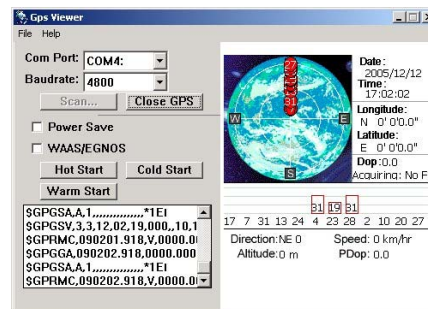 Gps Viewer
File Help
Com Port: COM4:
Baudrate: 4800
Scan... Close GPS
Power Save
WAAS/EGNOS
Hot Start Cold Start
Warm Start
$GPGSA,A,1,,,,,,,,,,,,,*1E
$GPGSV,3,3,12,02,19,000,,10,1
$GPRMC,090201.918,V,0000.0
$GPGGA,090202.918,0000.000
$GPGSA,A,1,,,,,,,,,,,,,*1E
$GPRMC,090202.918,V,0000.0
W E
31
S
Date:
2005/12/12
Time:
17:02:02
Longitude:
N 0' 0'0.0"
Latitude:
E 0' 0'0.0"
Dop:0.0
Acquiring: No F
31 19 31
17 7 31 13 24 4 23 28 2 10 20 27
Direction:NE 0 Speed: 0 km/hr
Altitude:0 m PDop: 0.0